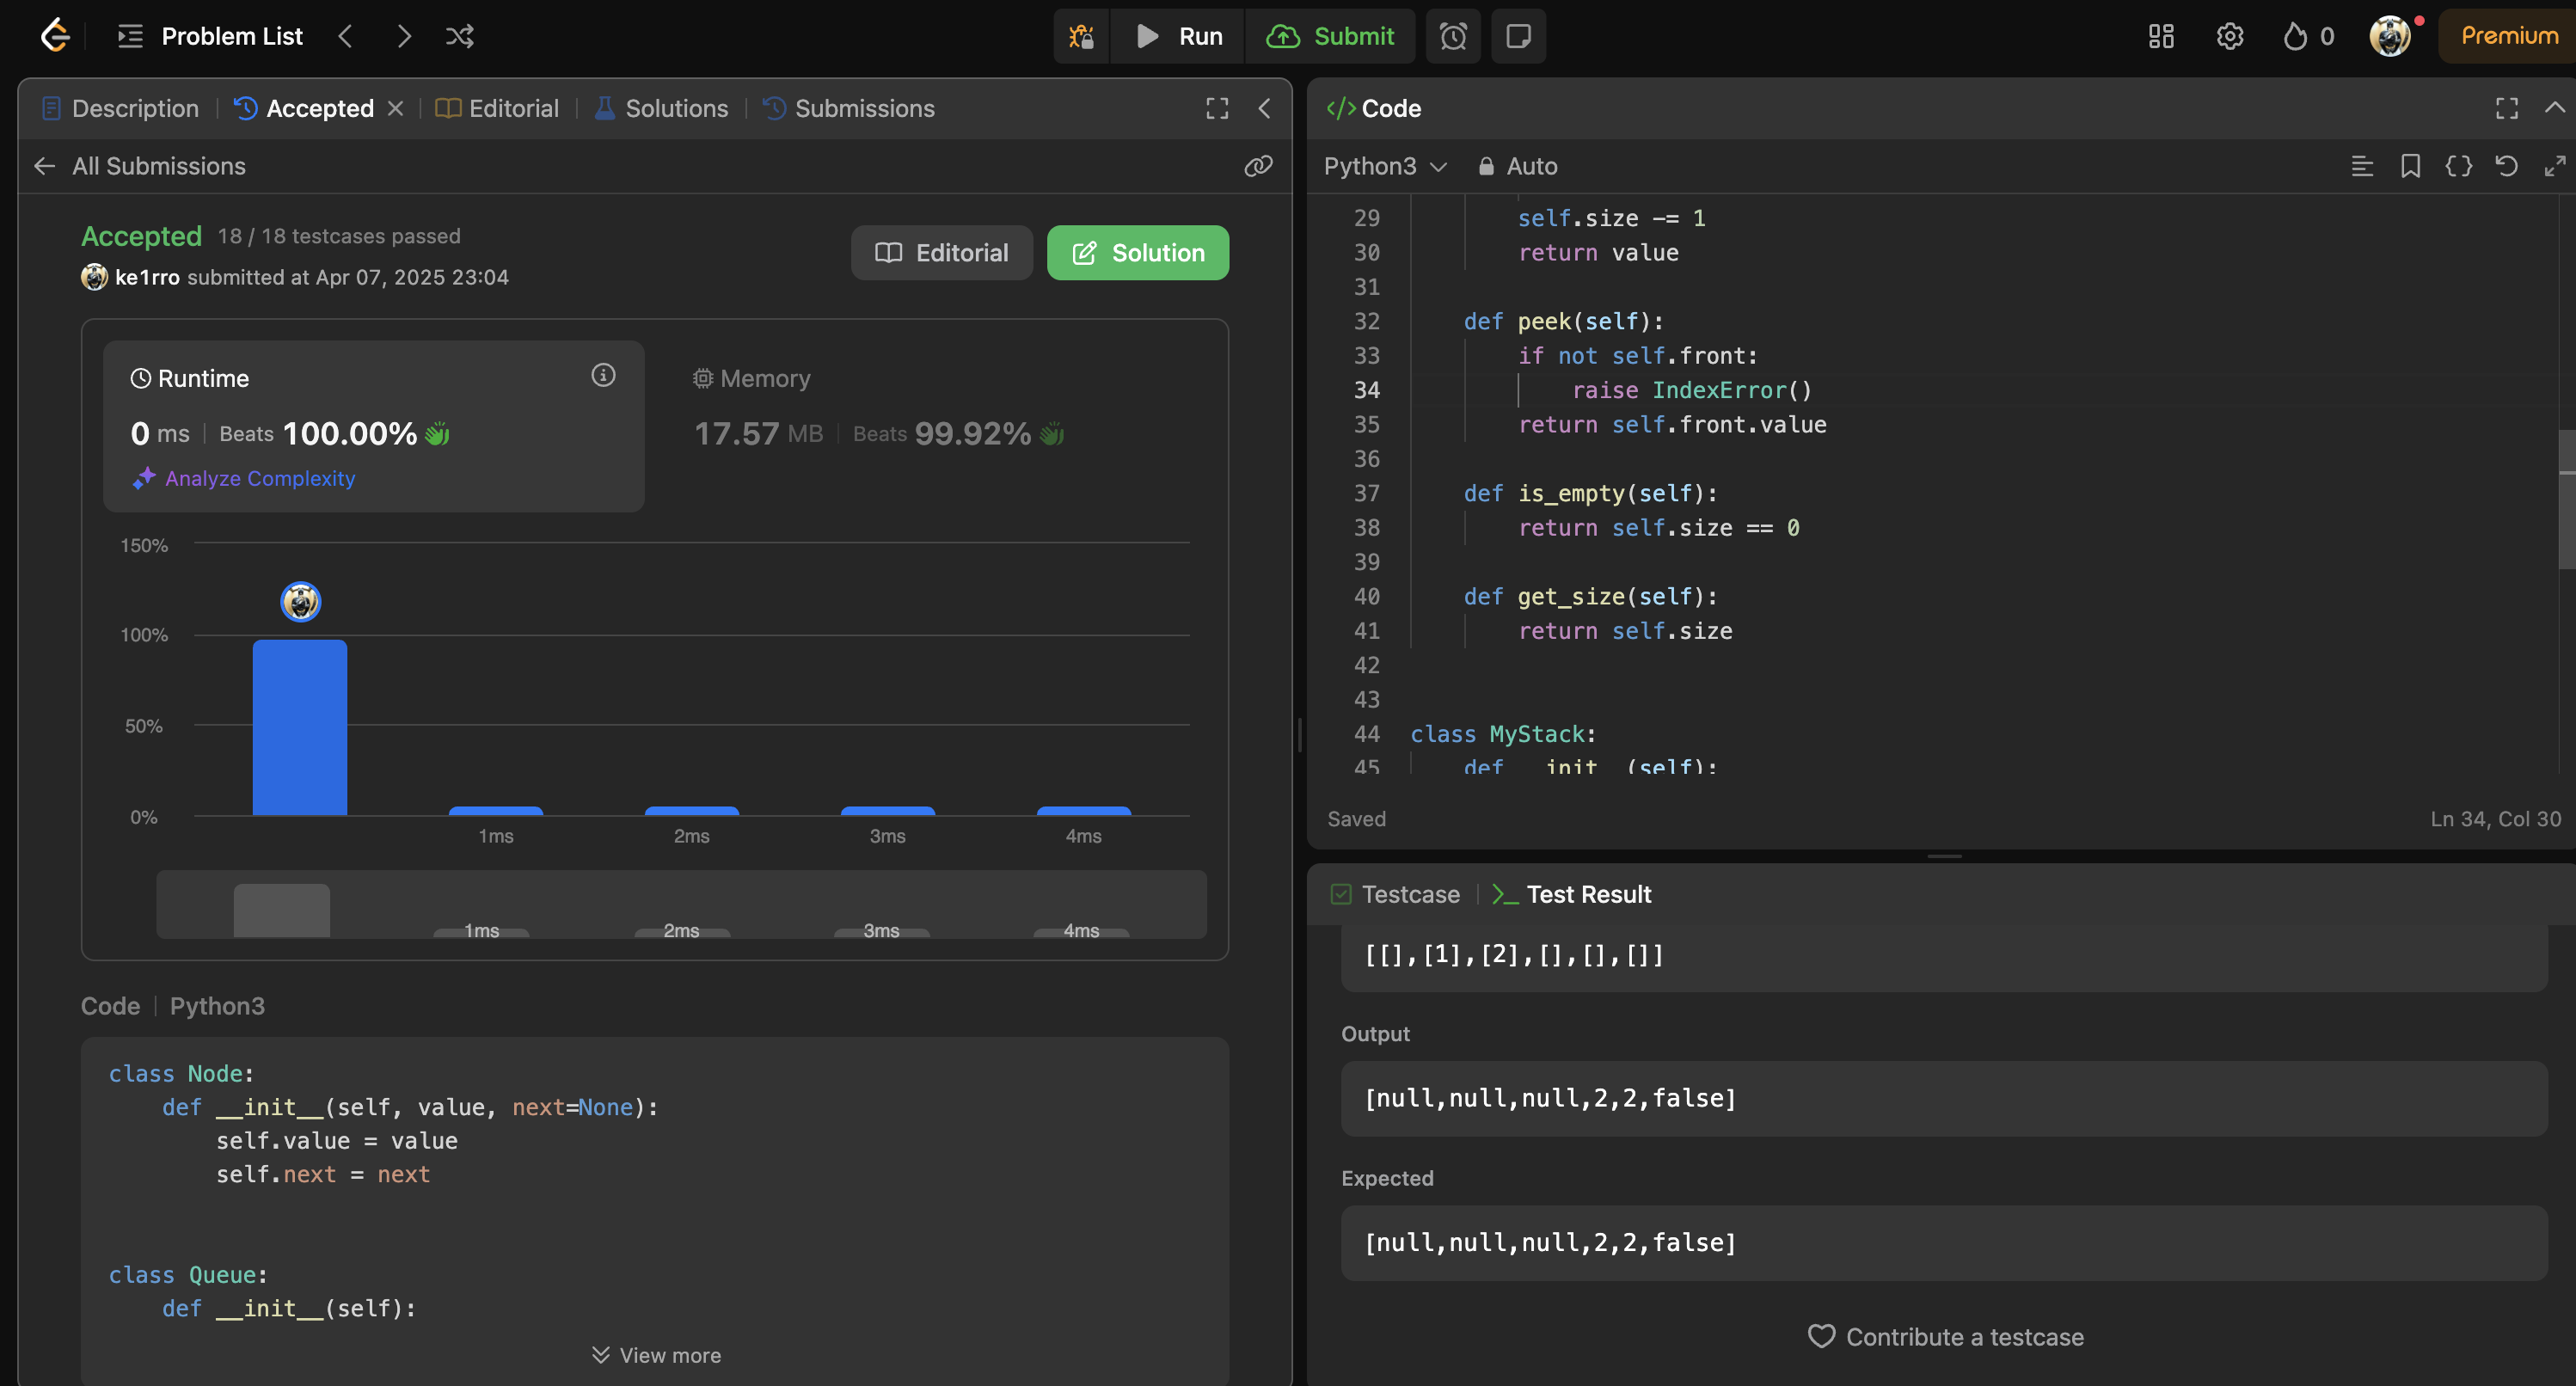 Problem List
Run
Submit
0
Premium
Description
Accepted
Editorial
Solutions
Submissions
All Submissions
Accepted 18 / 18 testcases passed
ke1rro submitted at Apr 07, 2025 23:04
Editorial
Solution
Runtime
0 ms | Beats 100.00%
Analyze Complexity
Memory
17.57 MB | Beats 99.92%
150%
100%
50%
0%
1ms 2ms 3ms 4ms
1ms 2ms 3ms 4ms
Code | Python3
class Node:
    def __init__(self, value, next=None):
        self.value = value
        self.next = next
class Queue:
    def __init__(self):
View more
</> Code
Python3
Auto
29         self.size -= 1
30         return value
31
32     def peek(self):
33         if not self.front:
34             raise IndexError()
35         return self.front.value
36
37     def is_empty(self):
38         return self.size == 0
39
40     def get_size(self):
41         return self.size
42
43
44 class MyStack:
45     def __init__(self):
Saved
Ln 34, Col 30
Testcase
>_ Test Result
[[],[1],[2],[],[],[]]
Output
[null,null,null,2,2,false]
Expected
[null,null,null,2,2,false]
Contribute a testcase